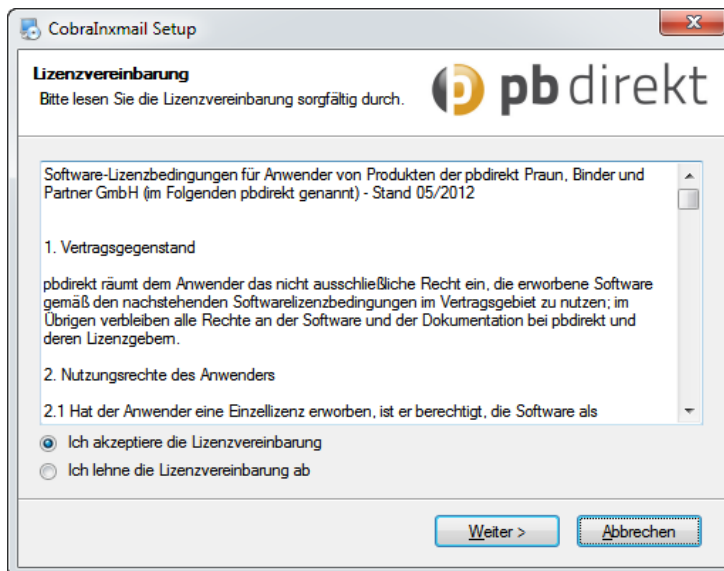 CobraInxmail Setup
Lizenzvereinbarung
Bitte lesen Sie die Lizenzvereinbarung sorgfältig durch.
pb direkt
Software-Lizenzbedingungen für Anwender von Produkten der pbdirekt Praun, Binder und
Partner GmbH (im Folgenden pbdirekt genannt) - Stand 05/2012
1. Vertragsgegenstand
pbdirekt räumt dem Anwender das nicht ausschließliche Recht ein, die erworbene Software
gemäß den nachstehenden Softwarelizenzbedingungen im Vertragsgebiet zu nutzen; im
Übrigen verbleiben alle Rechte an der Software und der Dokumentation bei pbdirekt und
deren Lizenzgebern.
2. Nutzungsrechte des Anwenders
2.1 Hat der Anwender eine Einzellizenz erworben, ist er berechtigt, die Software als
Ich akzeptiere die Lizenzvereinbarung
Ich lehne die Lizenzvereinbarung ab
Weiter >
Abbrechen